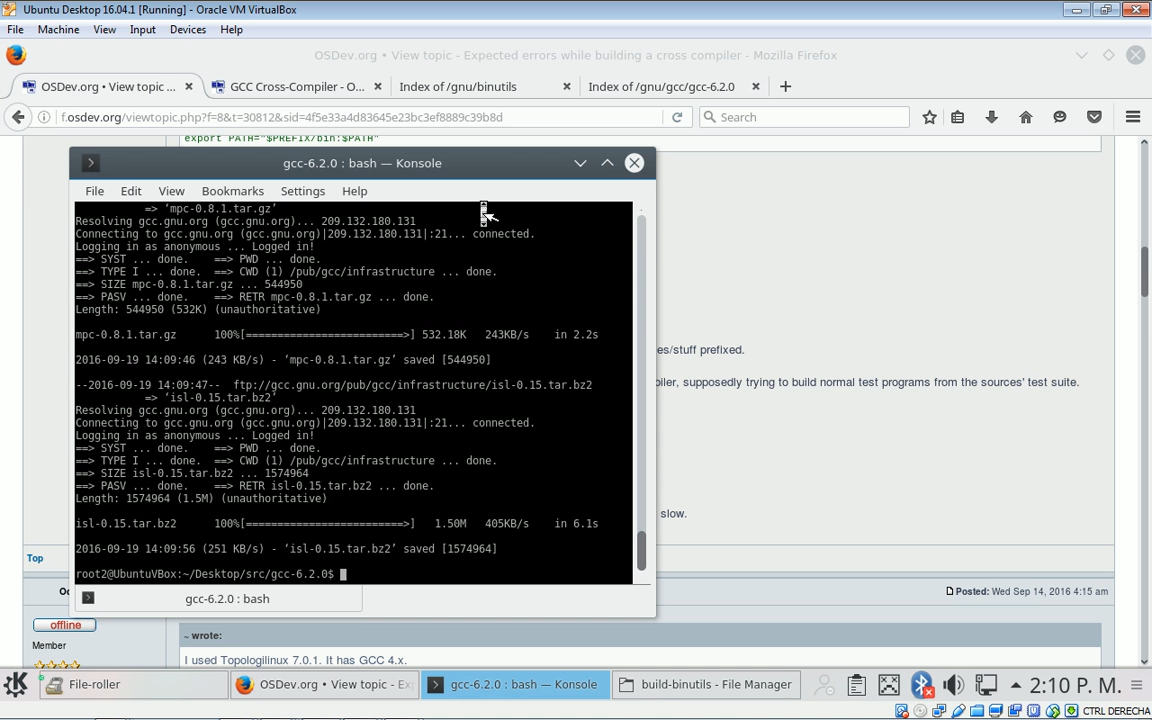 Ubuntu Desktop 16.04.1 [Running] - Oracle VM VirtualBox
File Machine View Input Devices Help
OSDev.org • View topic - Expected errors while building a cross compiler - Mozilla Firefox
OSDev.org • View topic ... × GCC Cross-Compiler - O... × Index of /gnu/binutils × Index of /gnu/gcc/gcc-6.2.0 × +
f.osdev.org/viewtopic.php?f=8&t=30812&sid=4f5e33a4d83645e23bc3ef8889c39b8d
Search
export PATH="$PREFIX/bin:$PATH"
gcc-6.2.0 : bash — Konsole
File Edit View Bookmarks Settings Help
=> ‘mpc-0.8.1.tar.gz’
Resolving gcc.gnu.org (gcc.gnu.org)... 209.132.180.131
Connecting to gcc.gnu.org (gcc.gnu.org)|209.132.180.131|:21... connected.
Logging in as anonymous ... Logged in!
==> SYST ... done. ==> PWD ... done.
==> TYPE I ... done. ==> CWD (1) /pub/gcc/infrastructure ... done.
==> SIZE mpc-0.8.1.tar.gz ... 544950
==> PASV ... done. ==> RETR mpc-0.8.1.tar.gz ... done.
Length: 544950 (532K) (unauthoritative)
mpc-0.8.1.tar.gz 100%[=========================>] 532.18K 243KB/s in 2.2s
2016-09-19 14:09:46 (243 KB/s) - ‘mpc-0.8.1.tar.gz’ saved [544950]
--2016-09-19 14:09:47-- ftp://gcc.gnu.org/pub/gcc/infrastructure/isl-0.15.tar.bz2
=> ‘isl-0.15.tar.bz2’
Resolving gcc.gnu.org (gcc.gnu.org)... 209.132.180.131
Connecting to gcc.gnu.org (gcc.gnu.org)|209.132.180.131|:21... connected.
Logging in as anonymous ... Logged in!
==> SYST ... done. ==> PWD ... done.
==> TYPE I ... done. ==> CWD (1) /pub/gcc/infrastructure ... done.
==> SIZE isl-0.15.tar.bz2 ... 1574964
==> PASV ... done. ==> RETR isl-0.15.tar.bz2 ... done.
Length: 1574964 (1.5M) (unauthoritative)
isl-0.15.tar.bz2 100%[=========================>] 1.50M 405KB/s in 6.1s
2016-09-19 14:09:56 (251 KB/s) - ‘isl-0.15.tar.bz2’ saved [1574964]
root2@UbuntuVBox:~/Desktop/src/gcc-6.2.0$
gcc-6.2.0 : bash
es/stuff prefixed.
piler, supposedly trying to build normal test programs from the sources' test suite.
slow.
Top
Oc
Posted: Wed Sep 14, 2016 4:15 am
offline
Member
~ wrote:
I used Topologilinux 7.0.1. It has GCC 4.x.
File-roller
OSDev.org • View topic - Exp
gcc-6.2.0 : bash — Konsole
build-binutils - File Manager
2:10 P. M.
CTRL DERECHA